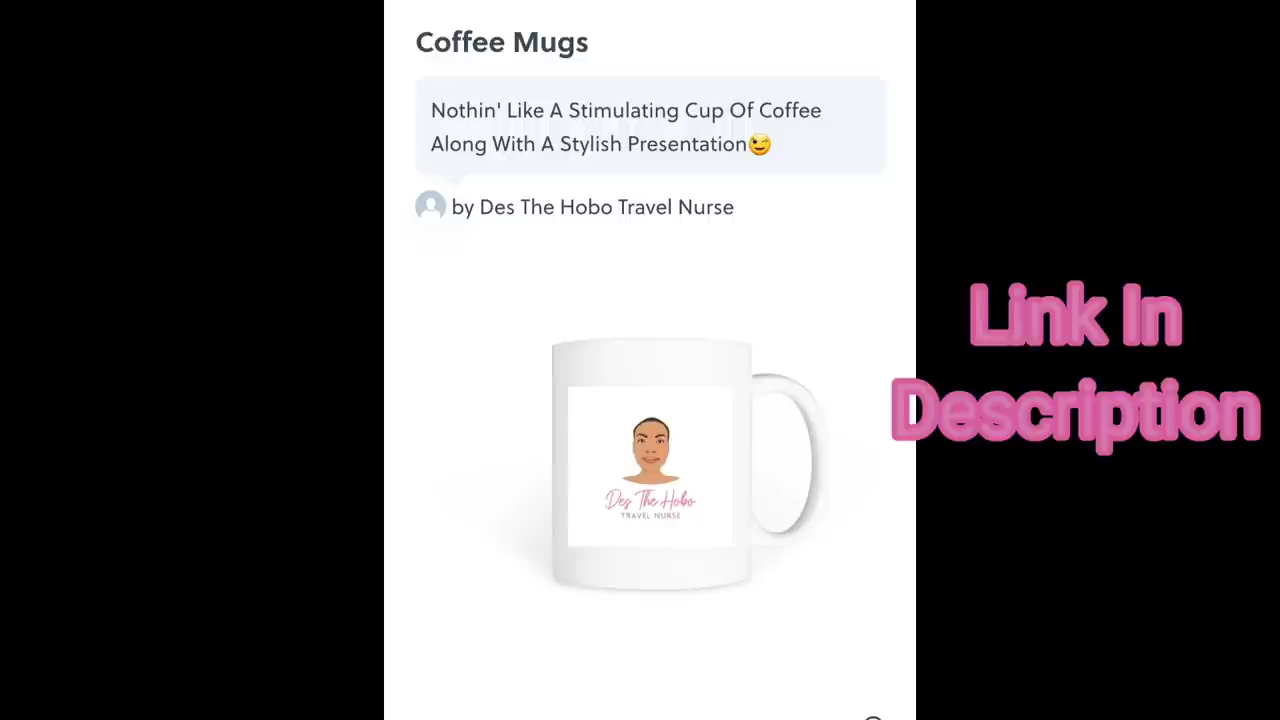 Coffee Mugs
Nothin' Like A Stimulating Cup Of Coffee
Along With A Stylish Presentation😉
by Des The Hobo Travel Nurse
Link In
Description
Des The Hobo
TRAVEL NURSE